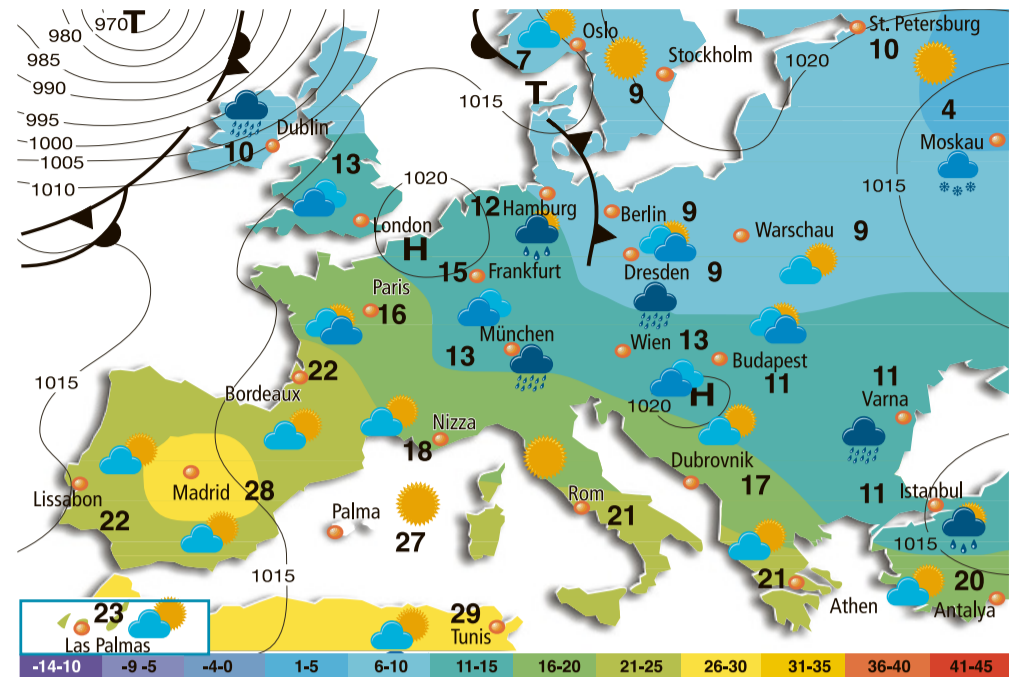 970
T
980
985
990
995
1000
1005
1010
Oslo
7
Stockholm
9
St. Petersburg
10
1020
1015
T
4
Moskau
1015
Dublin
10
13
1020
London
H
12 Hamburg
Berlin 9
Warschau 9
15 Frankfurt
Dresden 9
Paris
16
München
13
Wien 13
Budapest
11
H
1020
11
Varna
1015
Bordeaux
22
Nizza
18
Dubrovnik
17
Lissabon
22
Madrid 28
Palma
27
Rom
21
11
Istanbul
1015
1015
21
Athen
20
Antalya
23
Las Palmas
29
Tunis
-14-10 -9 -5 -4-0 1-5 6-10 11-15 16-20 21-25 26-30 31-35 36-40 41-45